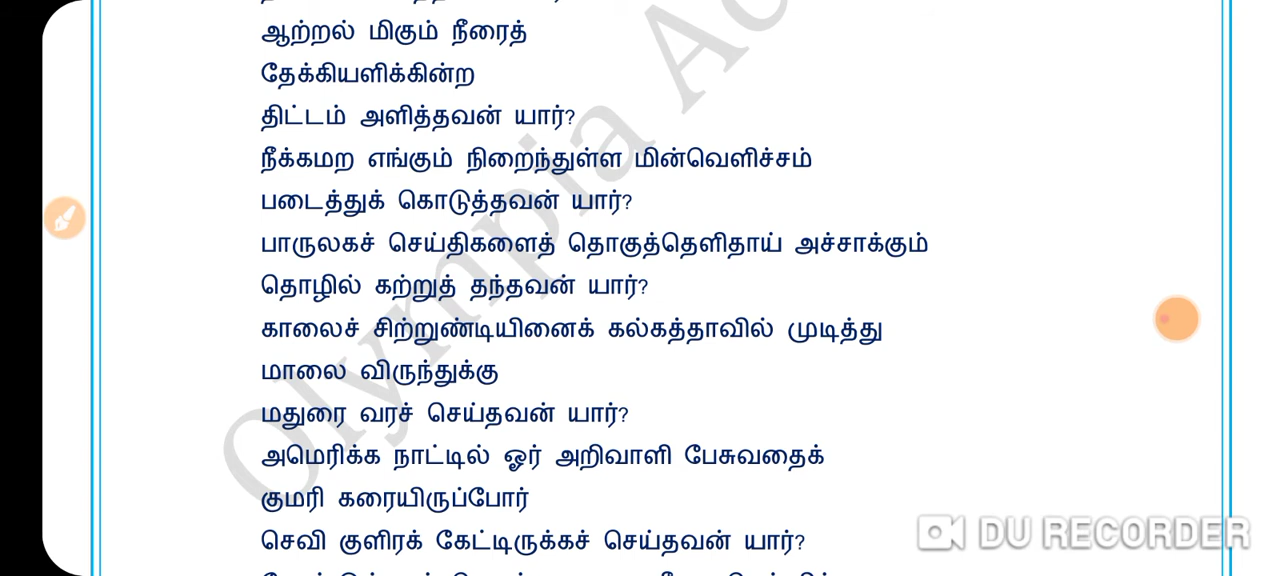 ஆற்றல் மிகும் நீரைத்
தேக்கியளிக்கின்ற
திட்டம் அளித்தவன் யார்?
நீக்கமற எங்கும் நிறைந்துள்ள மின்வெளிச்சம்
படைத்துக் கொடுத்தவன் யார்?
பாருலகச் செய்திகளைத் தொகுத்தெளிதாய் அச்சாக்கும்
தொழில் கற்றுத் தந்தவன் யார்?
காலைச் சிற்றுண்டியினைக் கல்கத்தாவில் முடித்து
மாலை விருந்துக்கு
மதுரை வரச் செய்தவன் யார்?
அமெரிக்க நாட்டில் ஓர் அறிவாளி பேசுவதைக்
குமரி கரையிருப்போர்
செவி குளிரக் கேட்டிருக்கச் செய்தவன் யார்?
Olympia
DU RECORDER